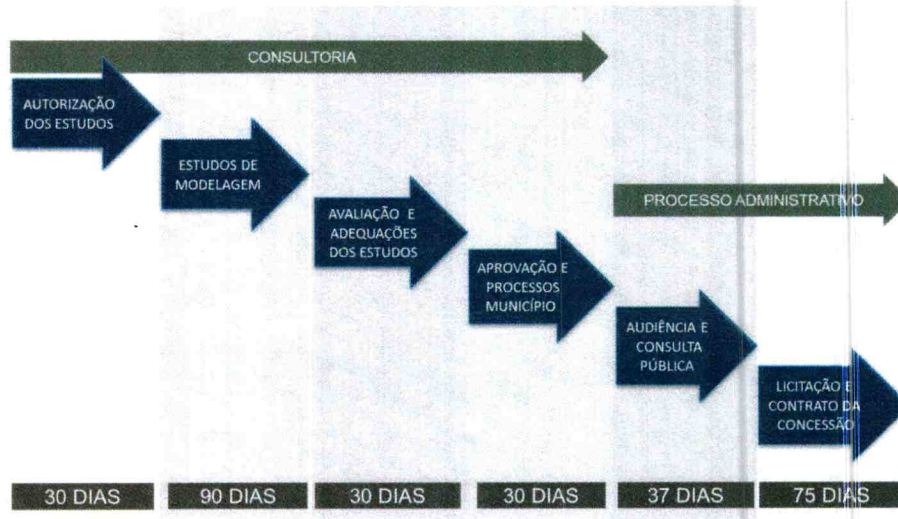 CONSULTORIA
AUTORIZAÇÃO
DOS ESTUDOS
ESTUDOS DE
MODELAGEM
PROCESSO ADMINISTRATIVO
AVALIAÇÃO E
ADEQUAÇÕES
DOS ESTUDOS
APROVAÇÃO E
PROCESSOS
MUNICÍPIO
AUDIÊNCIA E
CONSULTA
PÚBLICA
LICITAÇÃO E
CONTRATO DA
CONCESSÃO
30 DIAS
90 DIAS
30 DIAS
30 DIAS
37 DIAS
75 DIAS